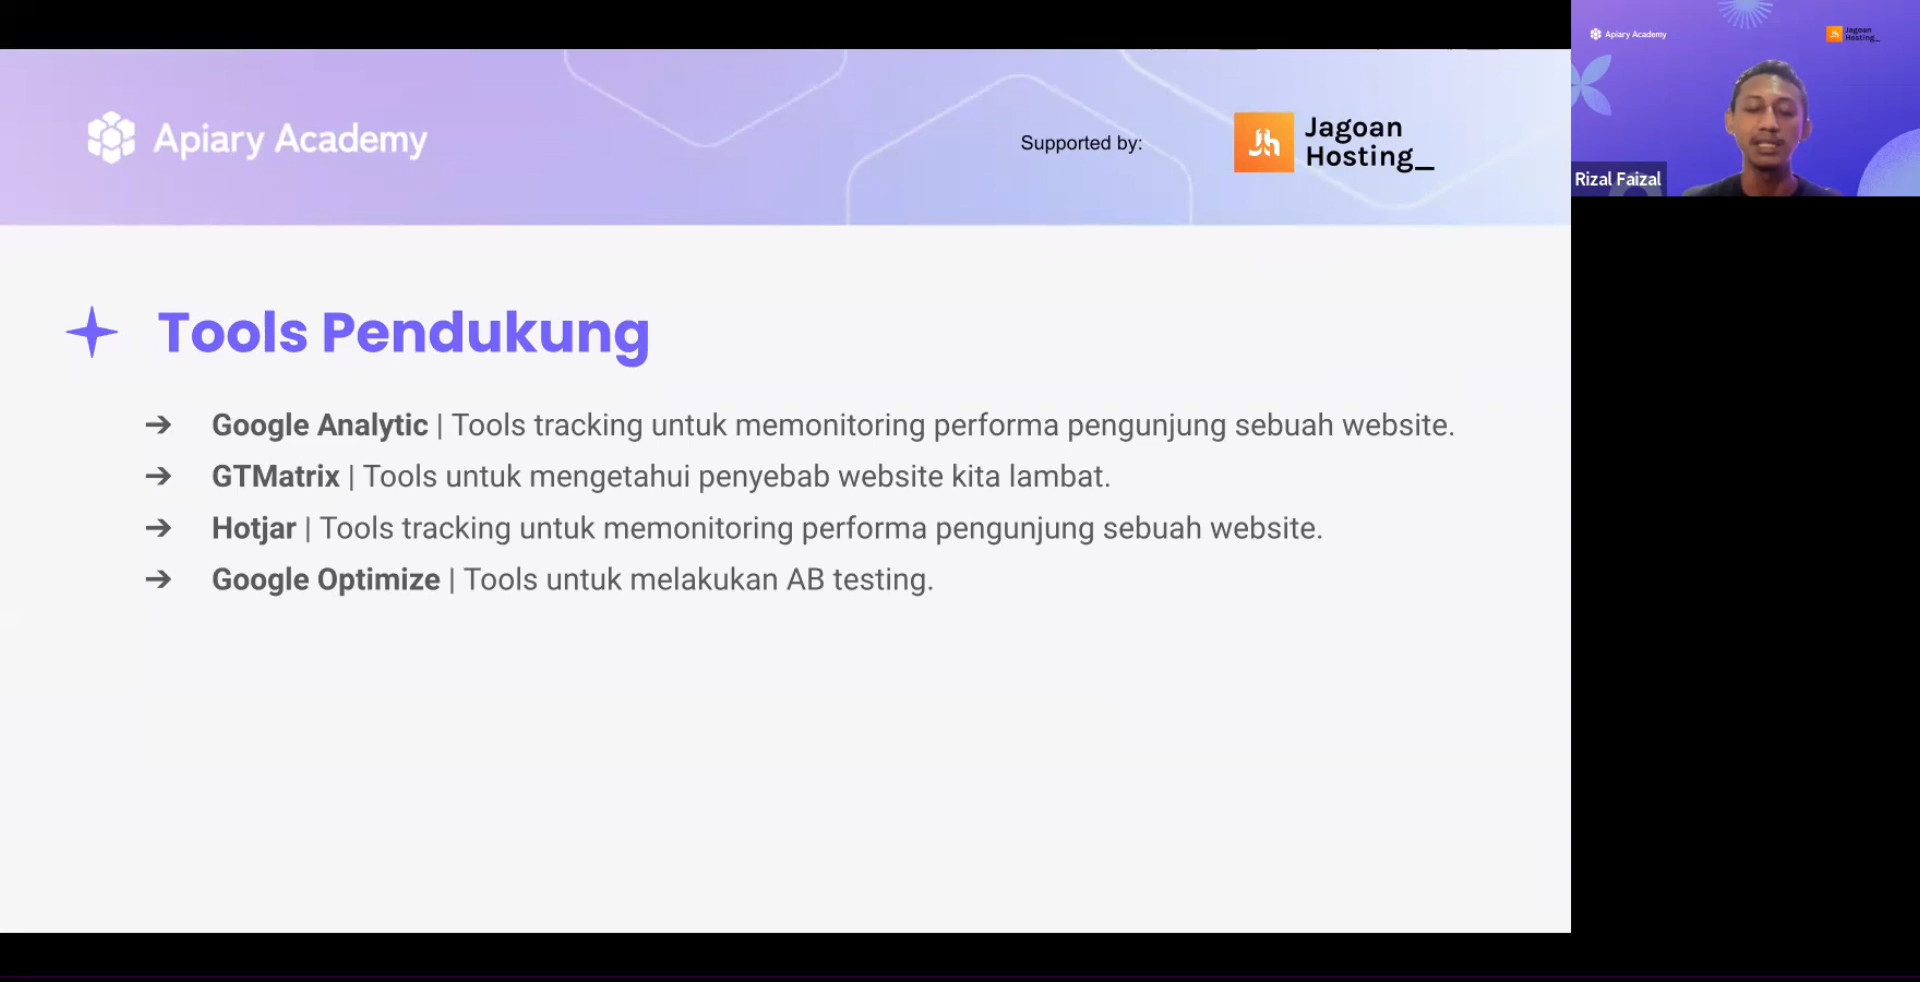 Apiary Academy
Supported by:
Jagoan
Hosting_
Tools Pendukung
➔ Google Analytic | Tools tracking untuk memonitoring performa pengunjung sebuah website.
➔ GTMatrix | Tools untuk mengetahui penyebab website kita lambat.
➔ Hotjar | Tools tracking untuk memonitoring performa pengunjung sebuah website.
➔ Google Optimize | Tools untuk melakukan AB testing.
Apiary Academy
Jagoan
Hosting_
Rizal Faizal